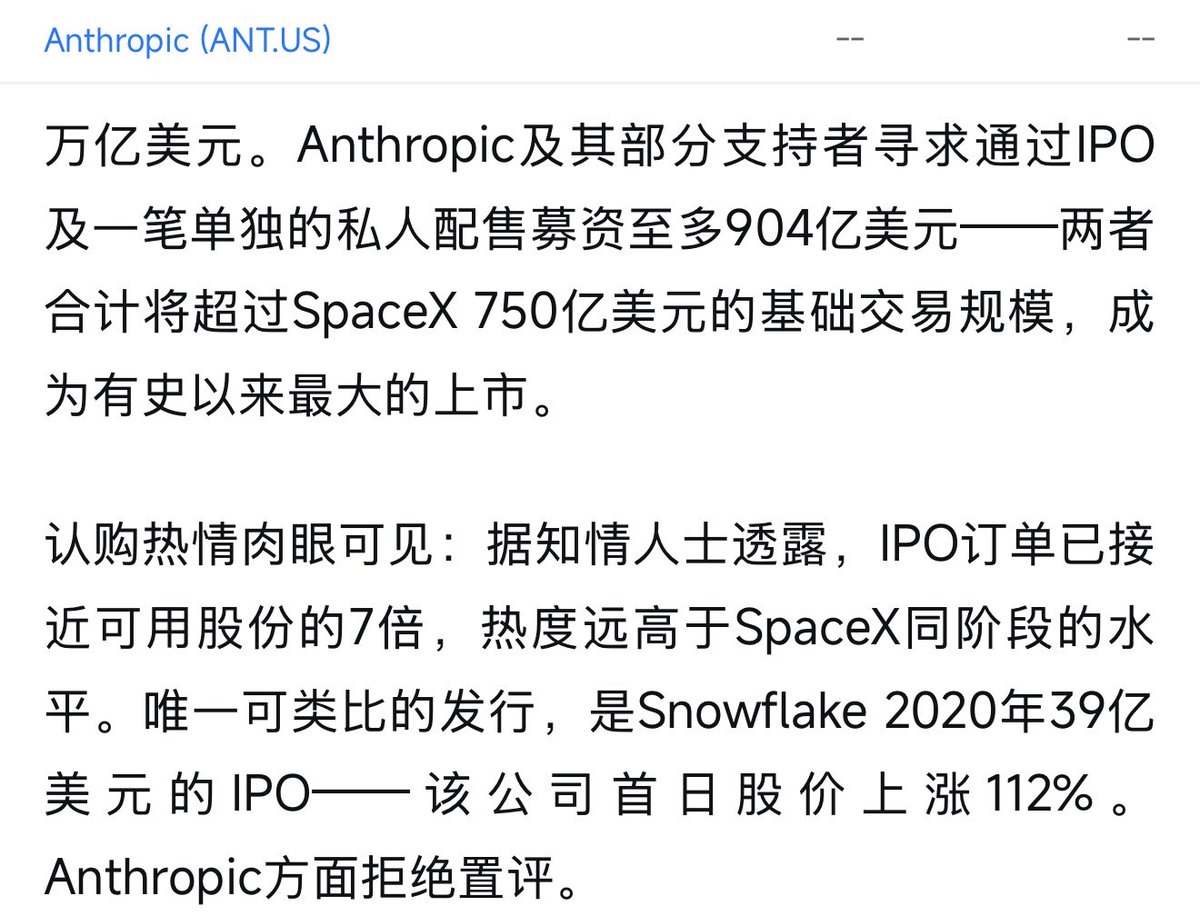 Anthropic (ANT.US) -- --
万亿美元。Anthropic及其部分支持者寻求通过IPO
及一笔单独的私人配售募资至多904亿美元——两者
合计将超过SpaceX 750亿美元的基础交易规模，成
为有史以来最大的上市。
认购热情肉眼可见：据知情人士透露，IPO订单已接
近可用股份的7倍，热度远高于SpaceX同阶段的水
平。唯一可类比的发行，是Snowflake 2020年39亿
美元的IPO——该公司首日股价上涨112%。
Anthropic方面拒绝置评。